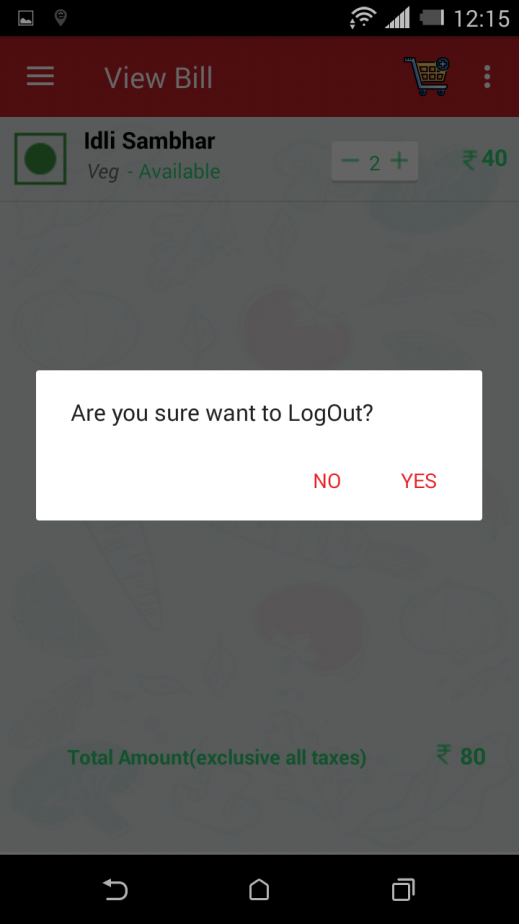 12:15
View Bill
Idli Sambhar
Veg - Available
− 2 +
₹ 40
Are you sure want to LogOut?
NO YES
Total Amount(exclusive all taxes) ₹ 80